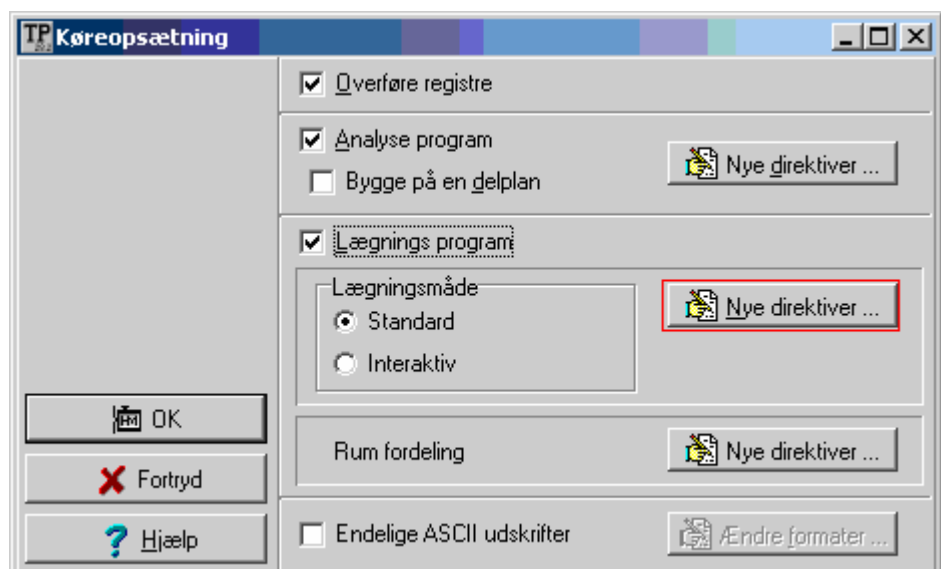 TP Køreopsætning
Overføre registre
Analyse program
Nye direktiver ...
Bygge på en delplan
Lægnings program
Lægningsmåde
Nye direktiver ...
Standard
Interaktiv
OK
Rum fordeling
Nye direktiver ...
Fortryd
Endelige ASCII udskrifter
Ændre formater ...
Hjælp